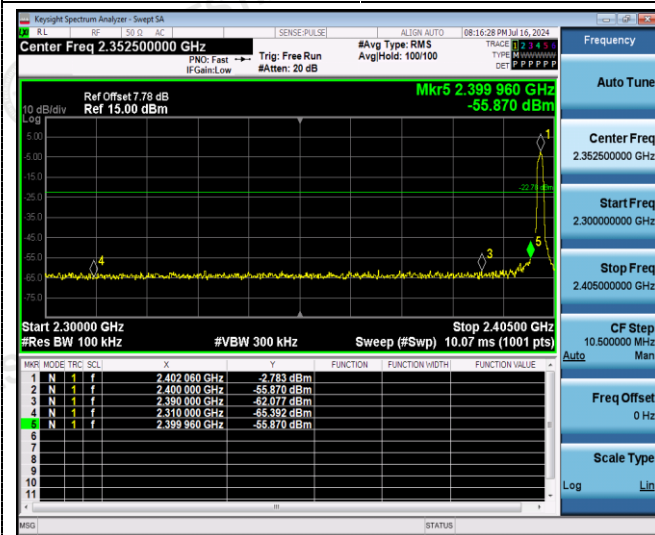 Keysight Spectrum Analyzer - Swept SA
RL RF 50 Ω AC SENSE:PULSE ALIGN AUTO 08:16:28 PM Jul 16, 2024
Center Freq 2.352500000 GHz
PNO: Fast
IFGain:Low
Trig: Free Run
#Atten: 20 dB
#Avg Type: RMS
Avg|Hold: 100/100
TRACE 1 2 3 4 5 6
TYPE M W W W W W
DET P P P P P P
Ref Offset 7.78 dB
Ref 15.00 dBm
10 dB/div
Log
Mkr5 2.399 960 GHz
-55.870 dBm
5.00
-5.00
-15.0
-25.0
-35.0
-45.0
-55.0
-65.0
-75.0
1
-22.78 dBm
5
3
4
Start 2.30000 GHz Stop 2.40500 GHz
#Res BW 100 kHz #VBW 300 kHz Sweep (#Swp) 10.07 ms (1001 pts)
MKR MODE TRC SCL X Y FUNCTION FUNCTION WIDTH FUNCTION VALUE
1 N 1 f 2.402 060 GHz -2.783 dBm
2 N 1 f 2.400 000 GHz -55.870 dBm
3 N 1 f 2.390 000 GHz -62.077 dBm
4 N 1 f 2.310 000 GHz -65.392 dBm
5 N 1 f 2.399 960 GHz -55.870 dBm
6
7
8
9
10
11
MSG STATUS
Frequency
Auto Tune
Center Freq
2.352500000 GHz
Start Freq
2.300000000 GHz
Stop Freq
2.405000000 GHz
CF Step
10.500000 MHz
Auto Man
Freq Offset
0 Hz
Scale Type
Log Lin